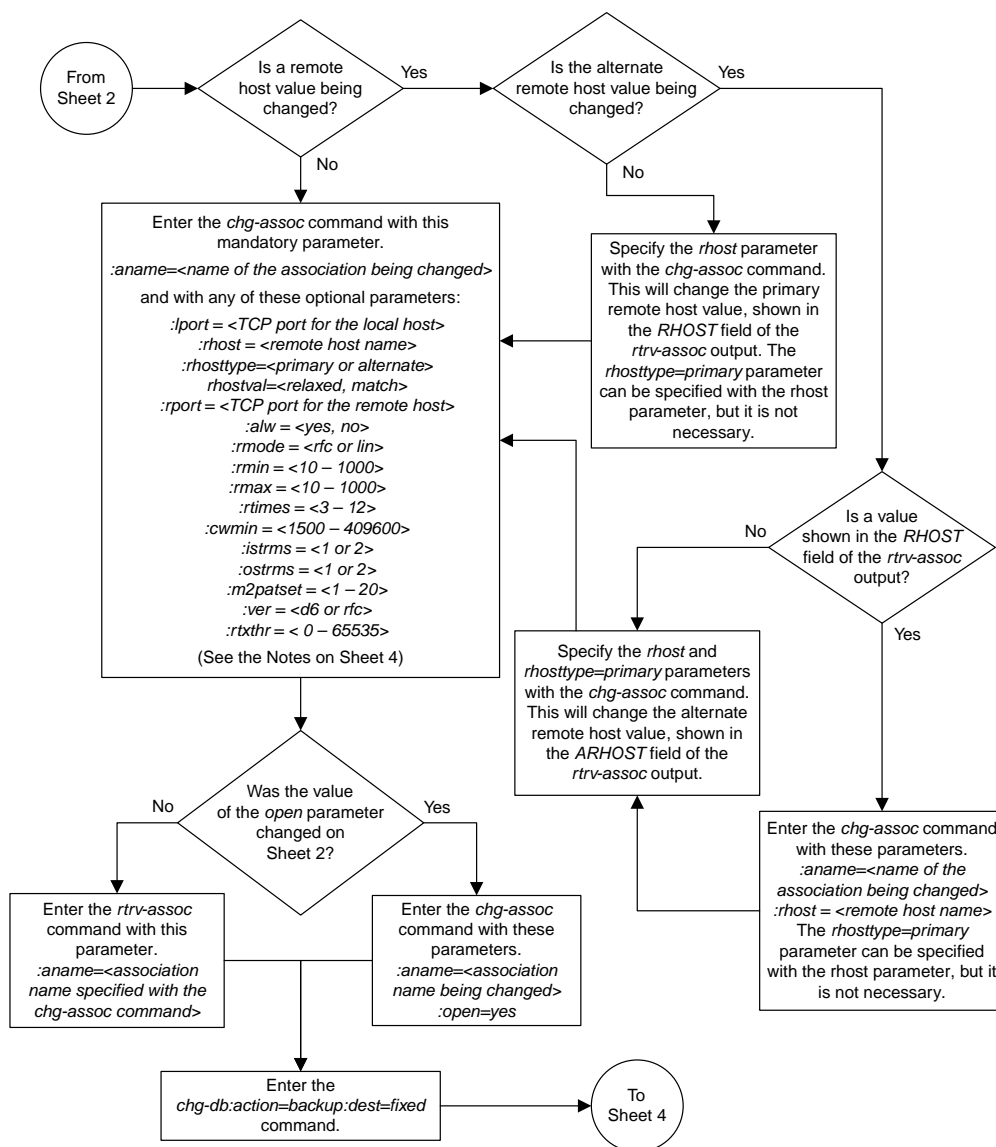 From
Sheet 2
Is a remote
host value being
changed?
Yes
Is the alternate
remote host value being
changed?
Yes
No
No
Enter the chg-assoc command with this
mandatory parameter.
:aname=<name of the association being changed>
and with any of these optional parameters:
:lport = <TCP port for the local host>
:rhost = <remote host name>
:rhosttype=<primary or alternate>
rhostval=<relaxed, match>
:rport = <TCP port for the remote host>
:alw = <yes, no>
:rmode = <rfc or lin>
:rmin = <10 – 1000>
:rmax = <10 – 1000>
:rtimes = <3 – 12>
:cwmin = <1500 – 409600>
:istrms = <1 or 2>
:ostrms = <1 or 2>
:m2patset = <1 – 20>
:ver = <d6 or rfc>
:rtxthr = < 0 – 65535>
(See the Notes on Sheet 4)
Specify the rhost parameter
with the chg-assoc command.
This will change the primary
remote host value, shown in
the RHOST field of the
rtrv-assoc output. The
rhosttype=primary parameter
can be specified with the rhost
parameter, but it is not
necessary.
Is a value
shown in the RHOST
field of the rtrv-assoc
output?
No
Yes
Specify the rhost and
rhosttype=primary parameters
with the chg-assoc command.
This will change the alternate
remote host value, shown in
the ARHOST field of the
rtrv-assoc output.
Enter the chg-assoc command
with these parameters.
:aname=<name of the
association being changed>
:rhost = <remote host name>
The rhosttype=primary
parameter can be specified
with the rhost parameter, but it
is not necessary.
Was the value
of the open parameter
changed on
Sheet 2?
No
Yes
Enter the rtrv-assoc
command with this
parameter.
:aname=<association
name specified with the
chg-assoc command>
Enter the chg-assoc
command with these
parameters.
:aname=<association
name being changed>
:open=yes
Enter the
chg-db:action=backup:dest=fixed
command.
To
Sheet 4